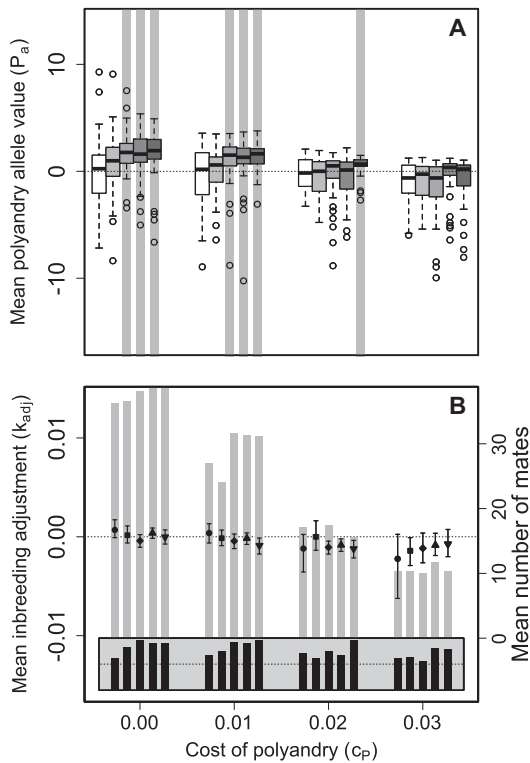 A
Mean polyandry allele value (Pa)
10
0
-10
B
Mean inbreeding adjustment (kadj)
0.01
0.00
-0.01
Mean number of mates
30
20
10
0
0.00 0.01 0.02 0.03
Cost of polyandry (cP)